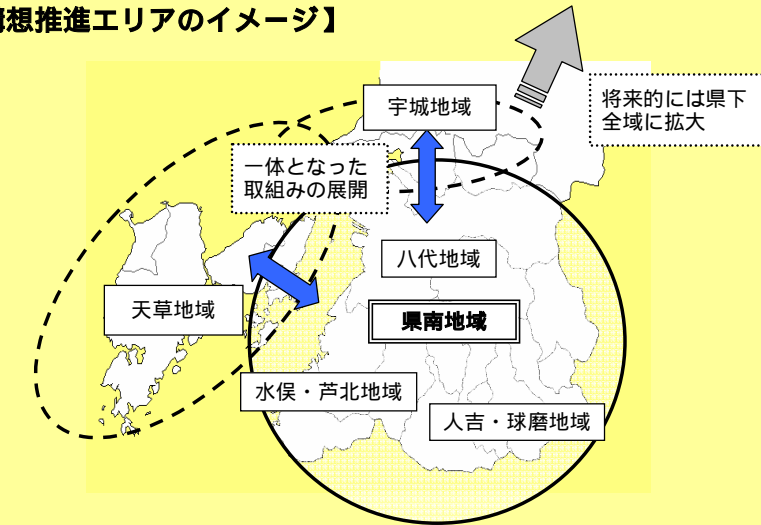 想推進エリアのイメージ】
宇城地域
将来的には県下
全域に拡大
一体となった
取組みの展開
八代地域
天草地域
県南地域
水俣・芦北地域
人吉・球磨地域